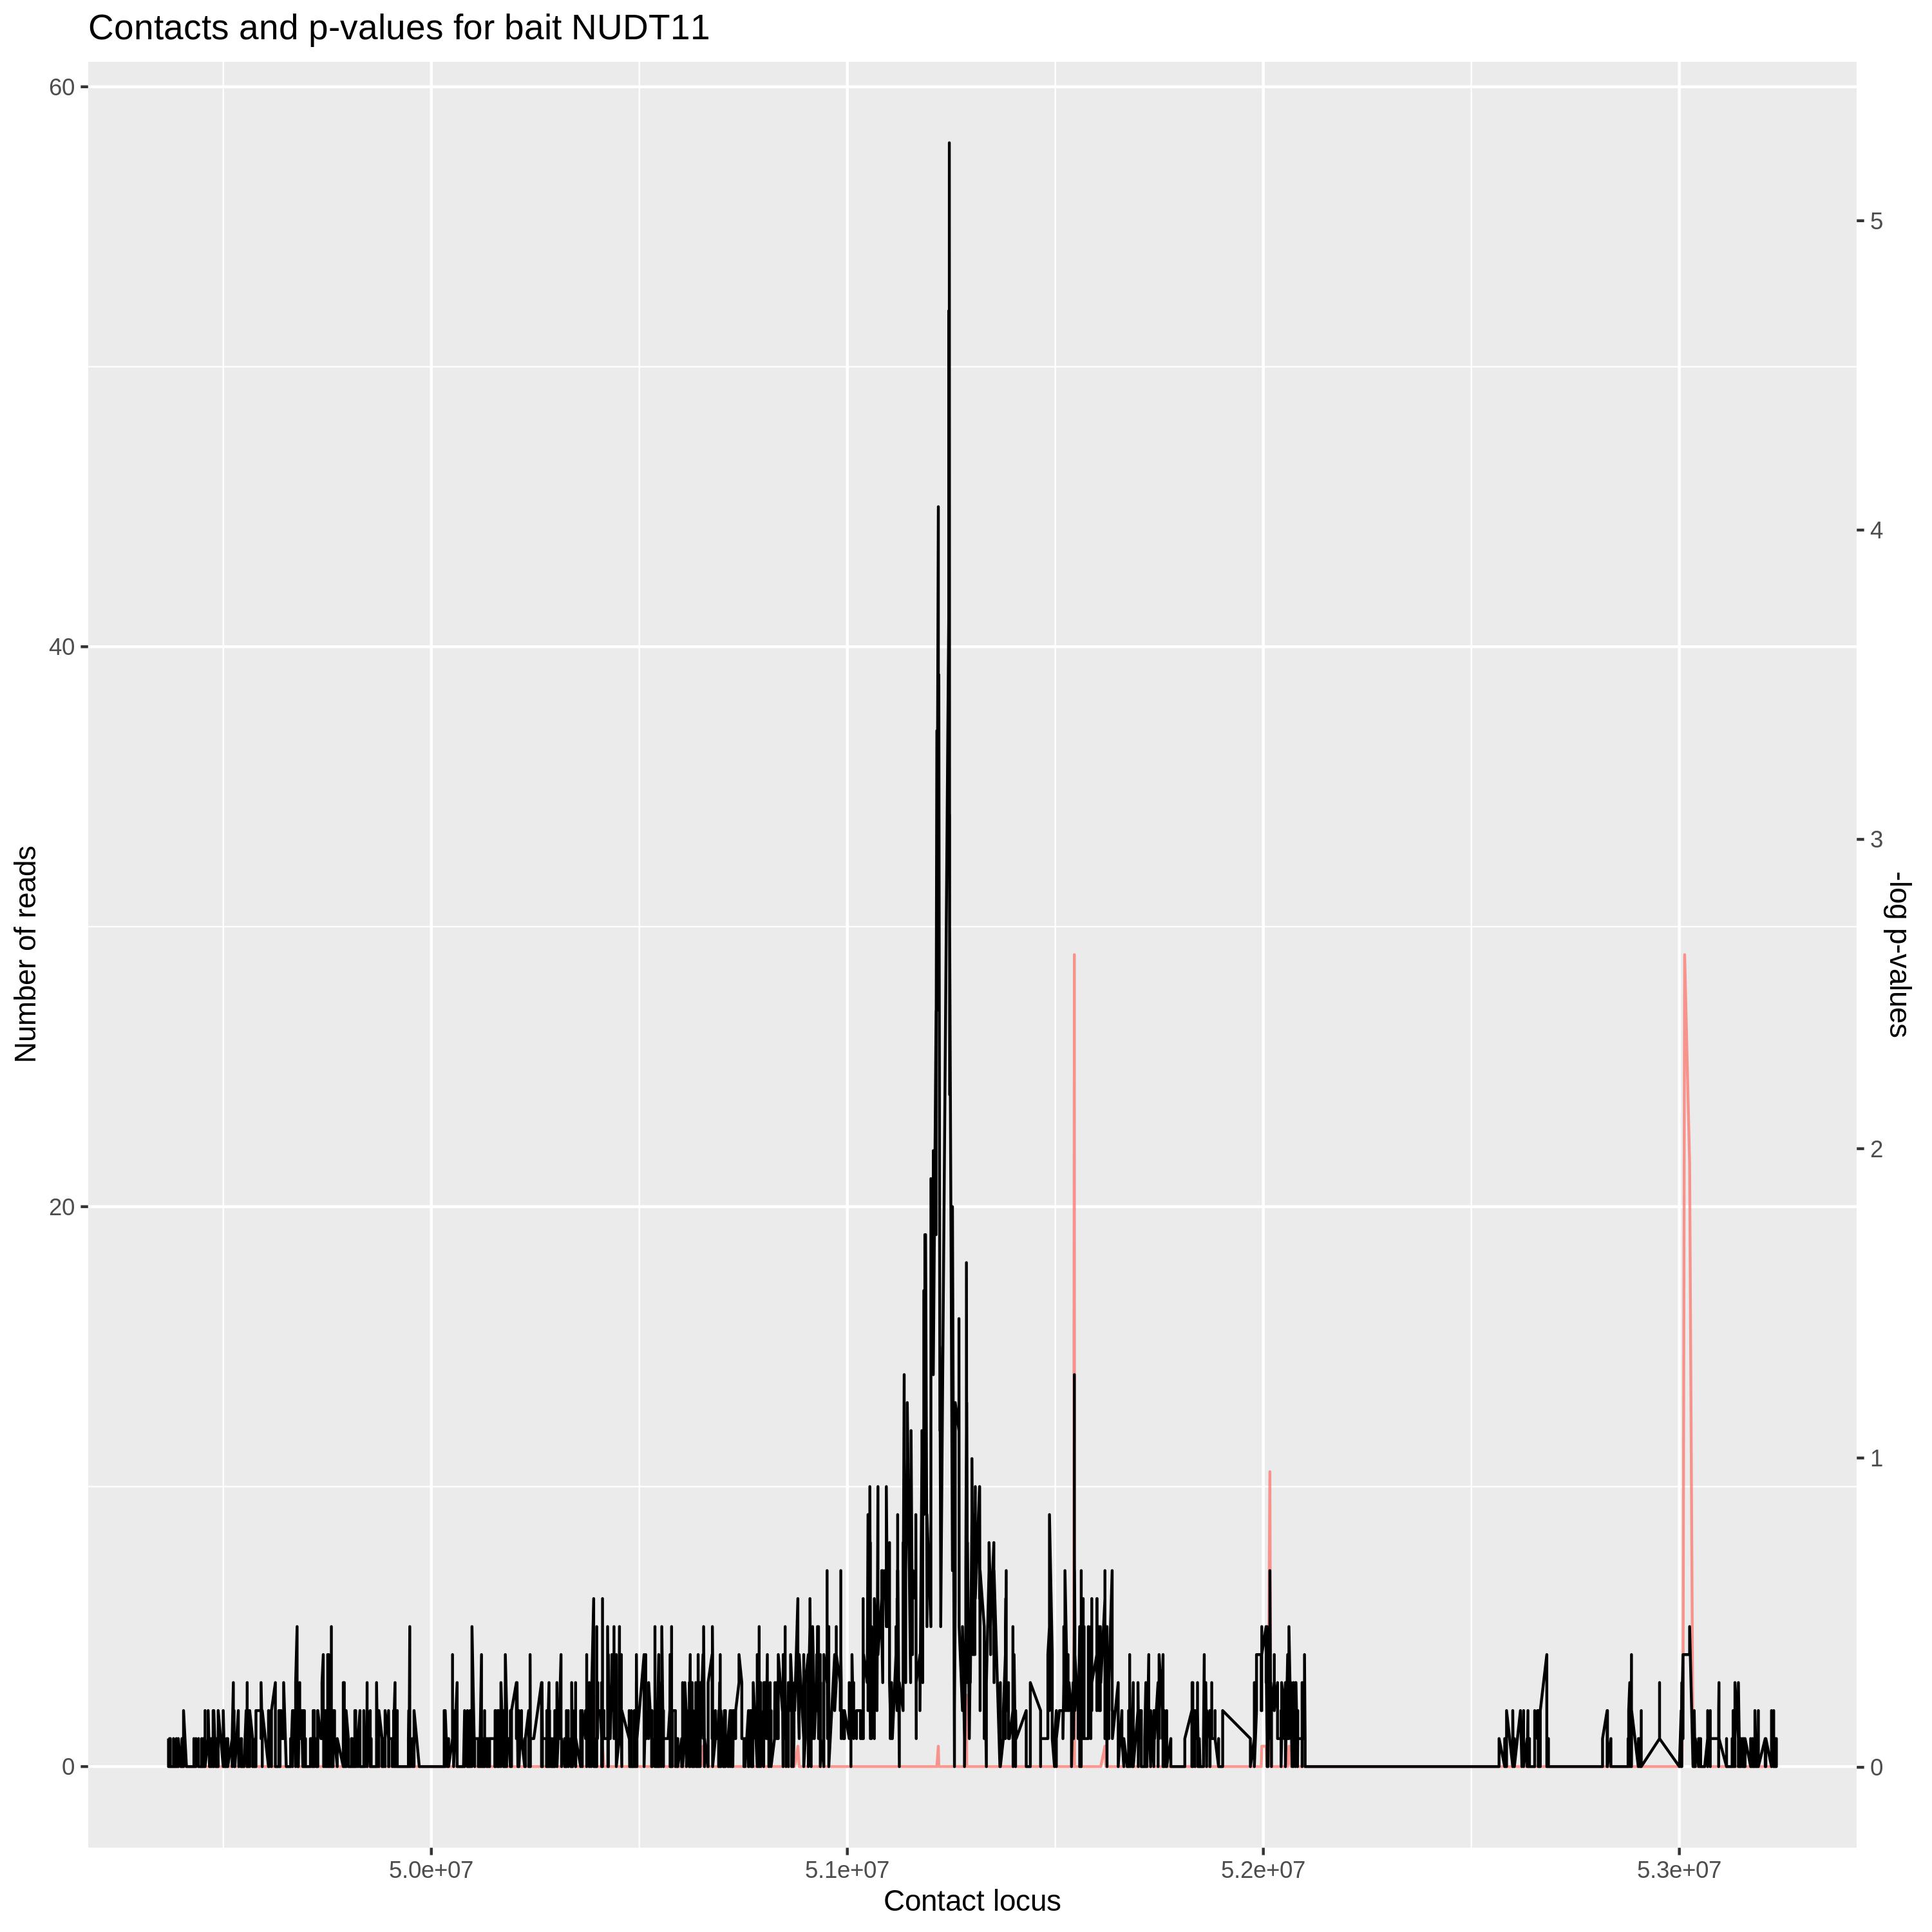 Contacts and p-values for bait NUDT11
60
40
20
0
Number of reads
5
4
3
2
1
0
-log p-values
5.0e+07
5.1e+07
5.2e+07
5.3e+07
Contact locus